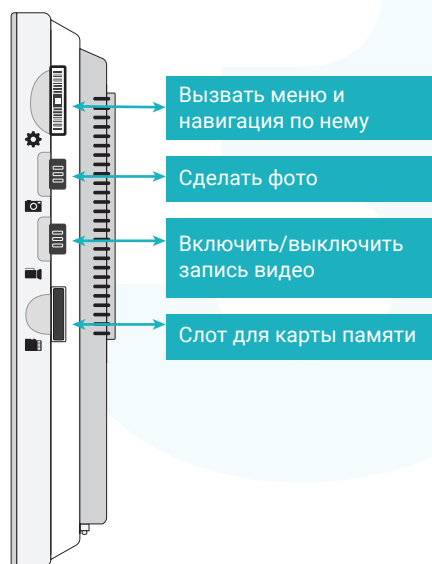 Вызвать меню и
навигация по нему
Сделать фото
Включить/выключить
запись видео
Слот для карты памяти